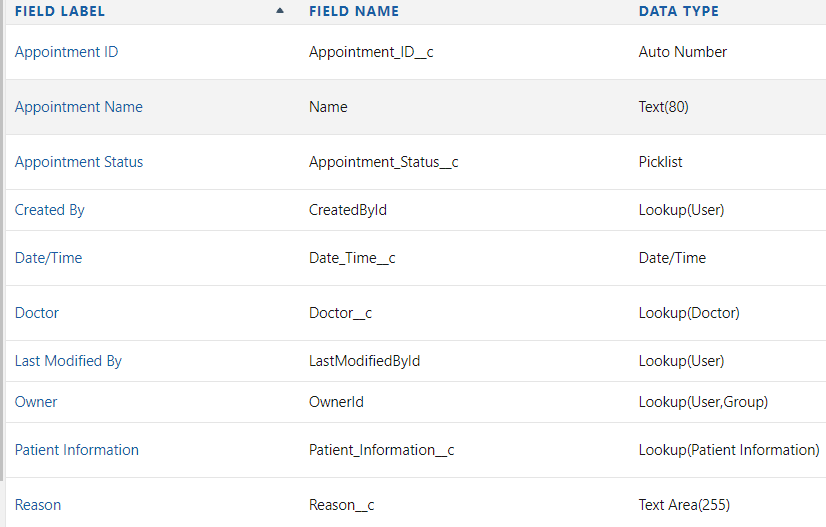 FIELD LABEL FIELD NAME DATA TYPE
Appointment ID Appointment_ID__c Auto Number
Appointment Name Name Text(80)
Appointment Status Appointment_Status__c Picklist
Created By CreatedById Lookup(User)
Date/Time Date_Time__c Date/Time
Doctor Doctor__c Lookup(Doctor)
Last Modified By LastModifiedById Lookup(User)
Owner OwnerId Lookup(User,Group)
Patient Information Patient_Information__c Lookup(Patient Information)
Reason Reason__c Text Area(255)